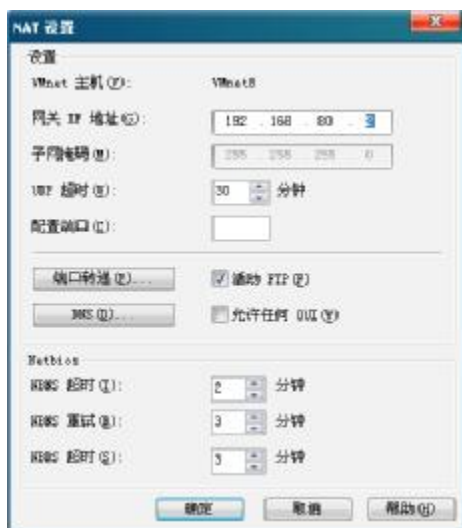 NAT 设置
设置
VMnet 主机(V): VMnet8
网关 IP 地址(G): 192 . 168 . 80 .
子网掩码(M): 255 255 255 0
UDP 超时(U): 30 分钟
配置端口(C):
端口转送(P)... 活动 FTP(F)
DNS(D)... 允许任何 OUI(Y)
Netbios
NBNS 超时(T): 2 分钟
NBNS 重试(R): 3 分钟
NBDS 超时(S): 3 分钟
确定 取消 帮助(H)